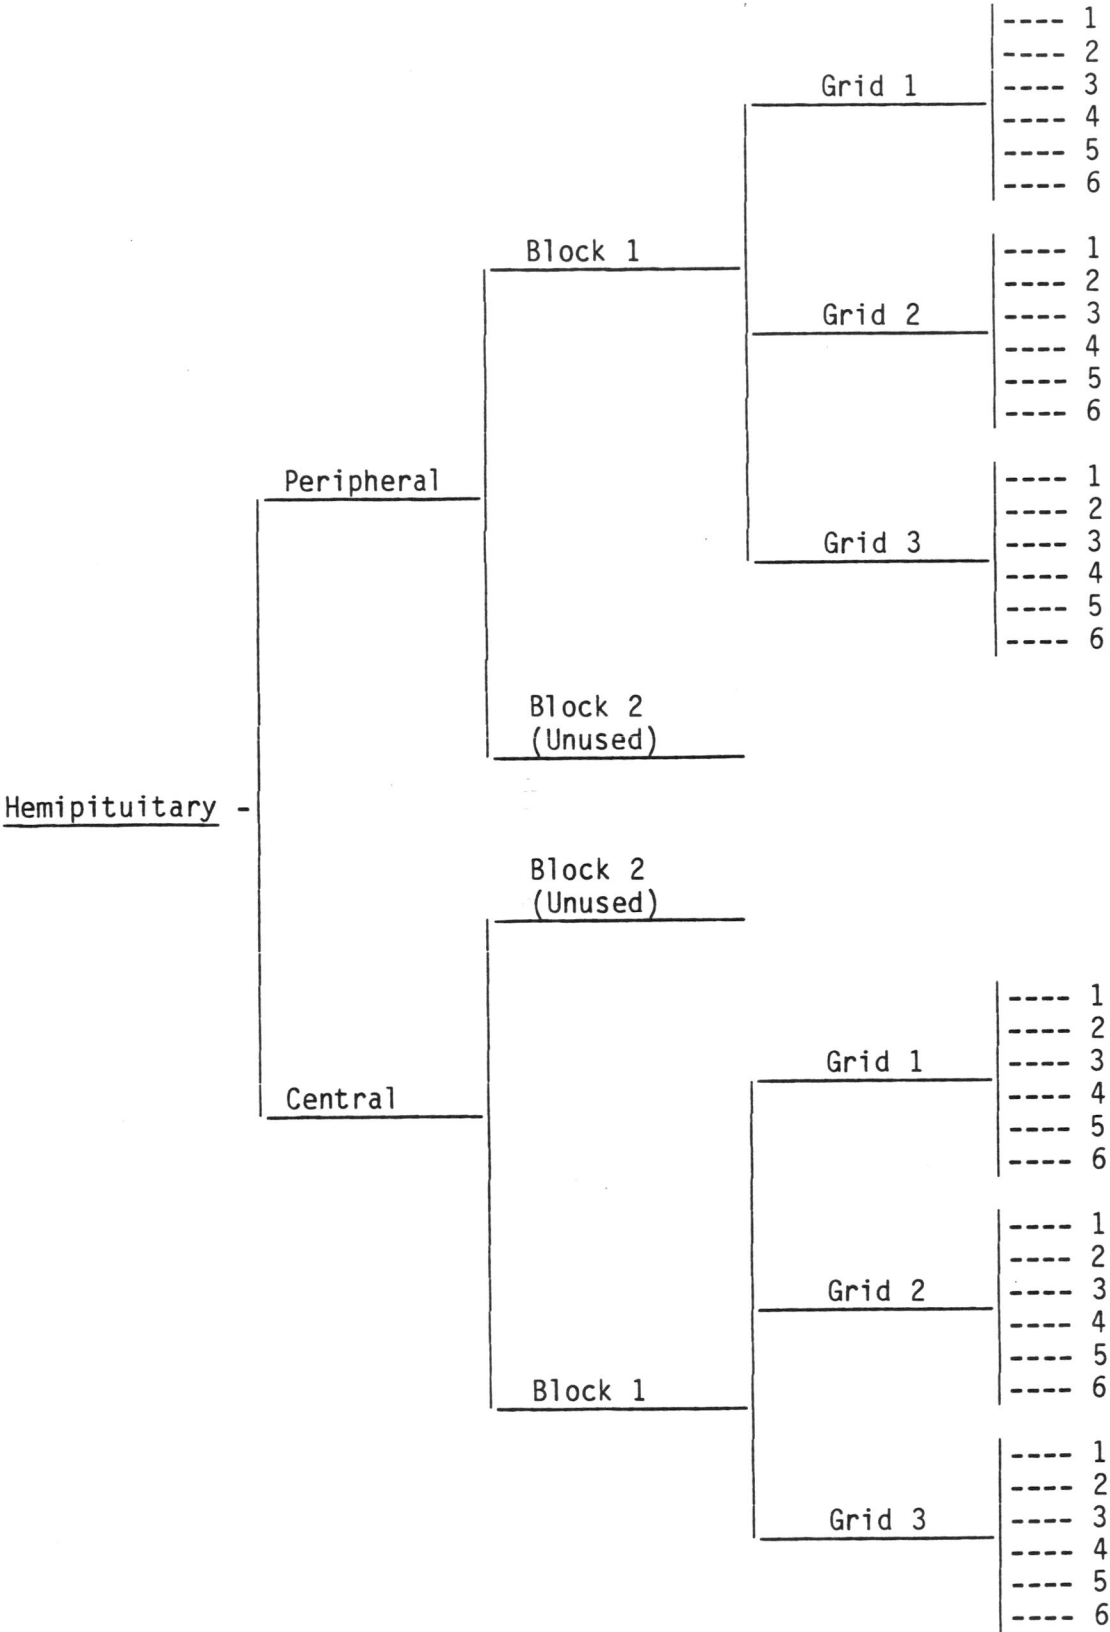 ---- 1
---- 2
Grid 1 ---- 3
---- 4
---- 5
---- 6
Block 1 ---- 1
---- 2
Grid 2 ---- 3
---- 4
---- 5
---- 6
Peripheral ---- 1
---- 2
Grid 3 ---- 3
---- 4
---- 5
---- 6
Block 2
(Unused)
Hemipituitary -
Block 2
(Unused)
---- 1
---- 2
Grid 1 ---- 3
Central ---- 4
---- 5
---- 6
---- 1
---- 2
Grid 2 ---- 3
---- 4
---- 5
Block 1 ---- 6
---- 1
---- 2
Grid 3 ---- 3
---- 4
---- 5
---- 6